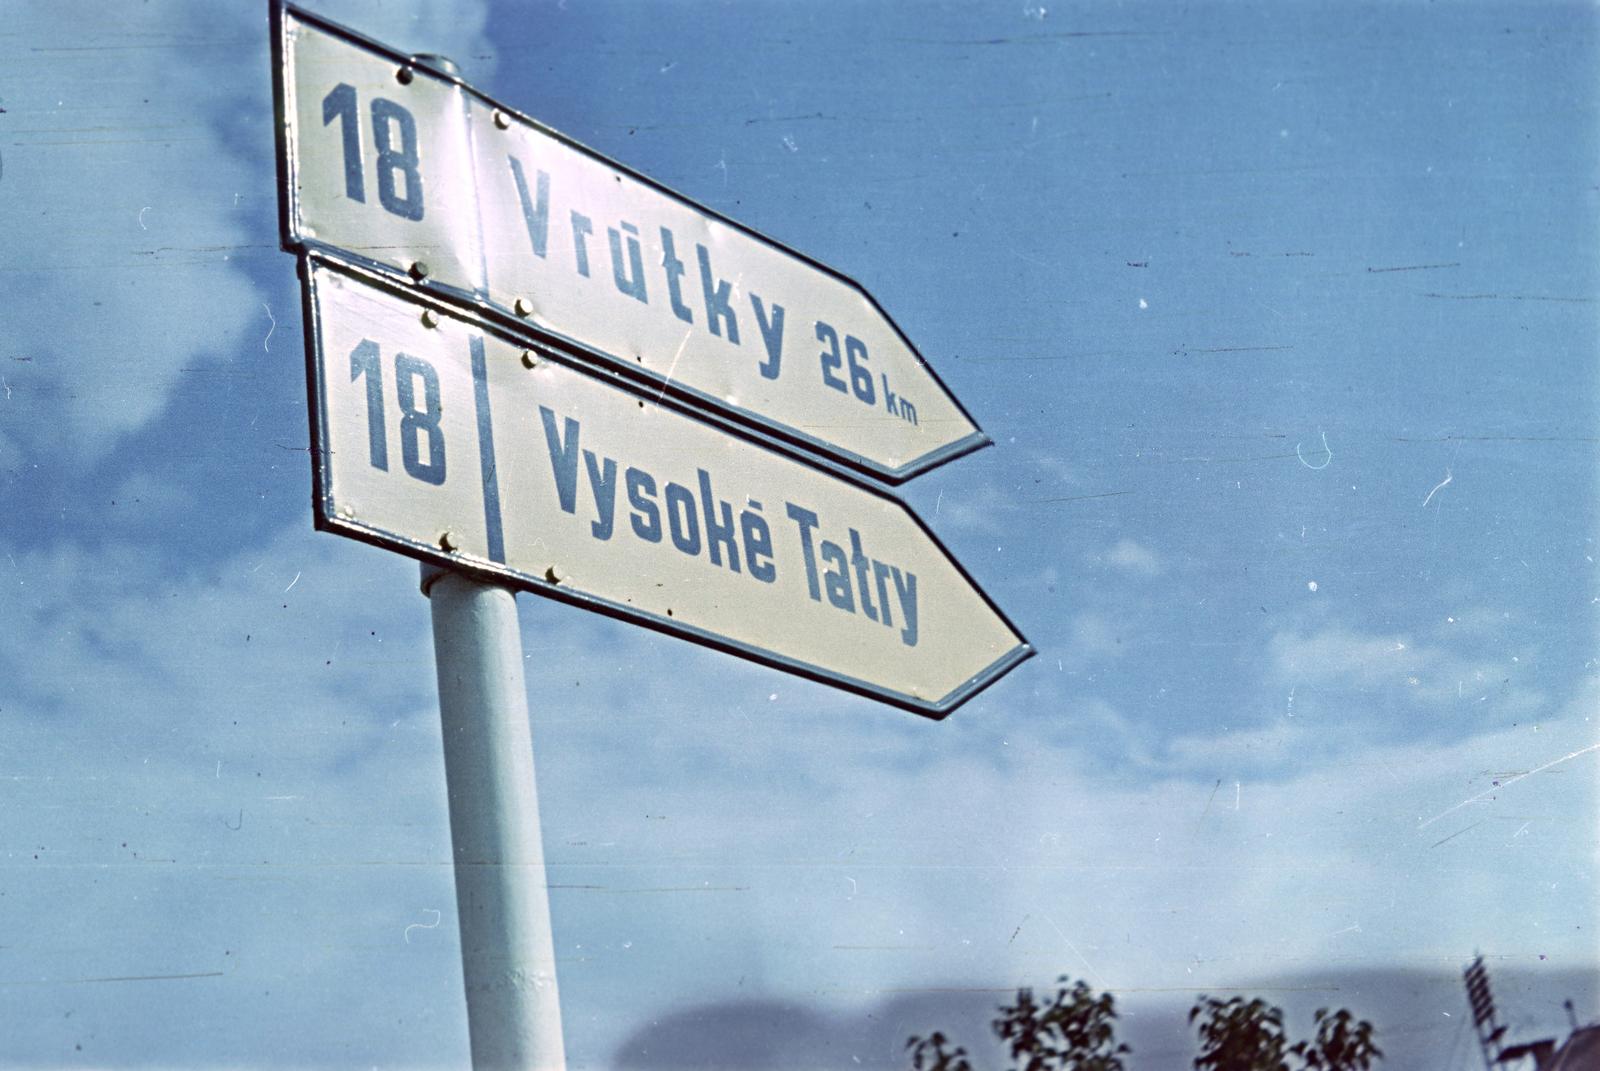 18 Vrútky 26 km
18 Vysoké Tatry